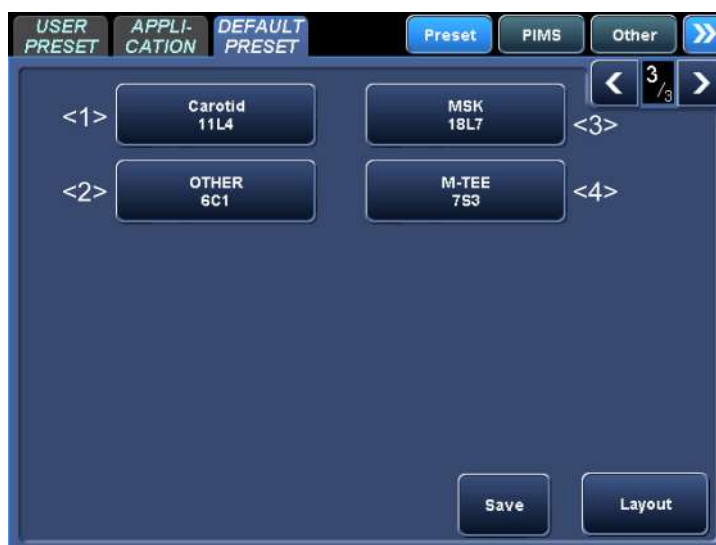 USER PRESET
APPLI-CATION
DEFAULT PRESET
Preset
PIMS
Other
3/3
<1>
Carotid
11L4
MSK
18L7
<3>
<2>
OTHER
6C1
M-TEE
7S3
<4>
Save
Layout